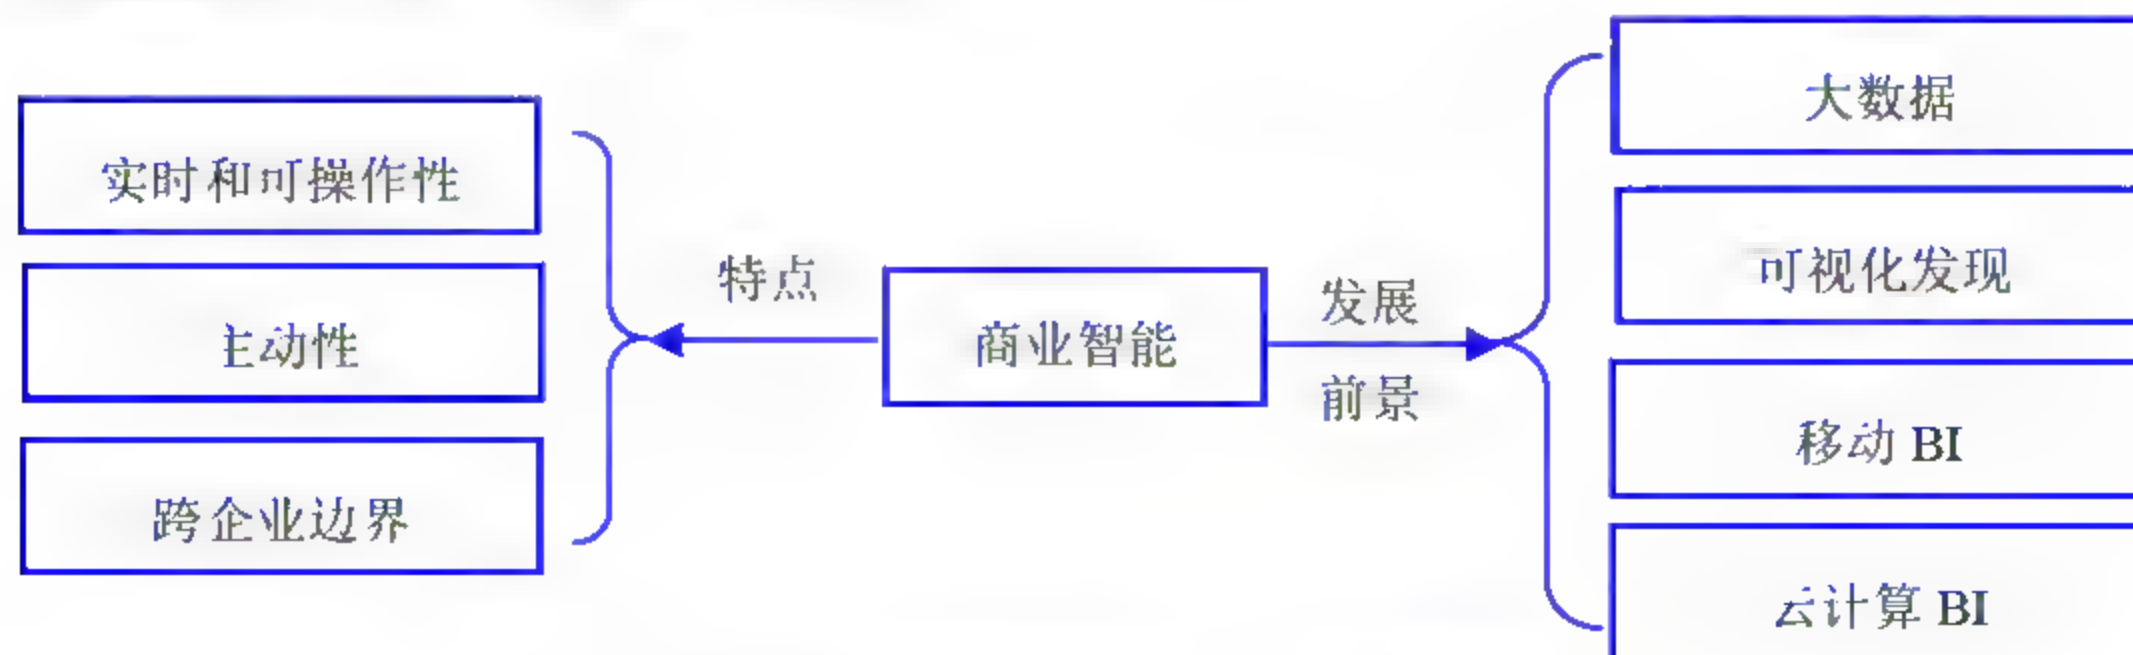 实时和可操作性
主动性
跨企业边界
特点
商业智能
发展
前景
大数据
可视化发现
移动 BI
云计算 BI